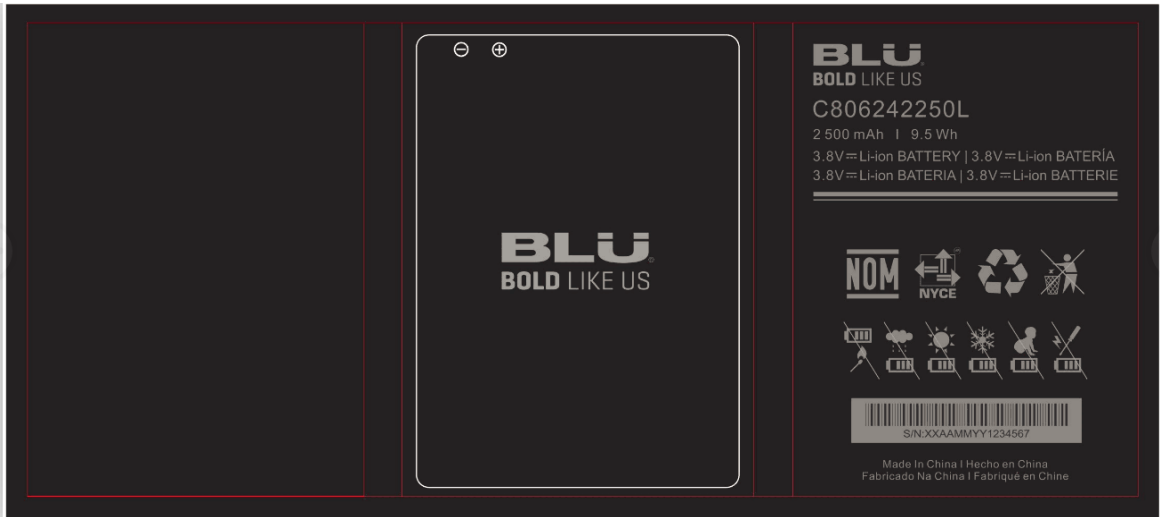 BLU
BOLD LIKE US
BLU
BOLD LIKE US
C806242250L
2 500 mAh I 9.5 Wh
3.8V⎓Li-ion BATTERY | 3.8V⎓Li-ion BATERÍA
3.8V⎓Li-ion BATERIA | 3.8V⎓Li-ion BATTERIE
NOM
NYCE
S/N:XXAAMMYY1234567
Made In China I Hecho en China
Fabricado Na China I Fabriqué en Chine